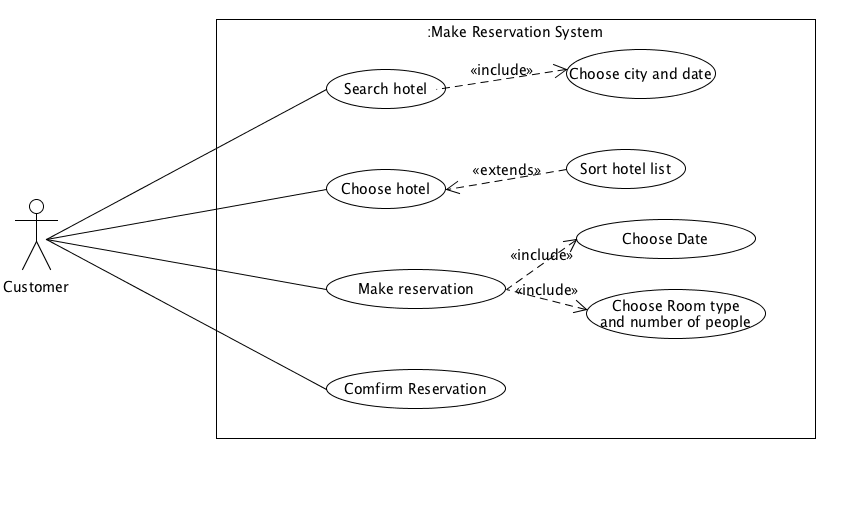 :Make Reservation System
«include»
Choose city and date
Search hotel
«extends»
Sort hotel list
Choose hotel
Choose Date
«include»
Customer
Make reservation
«include»
Choose Room type
and number of people
Comfirm Reservation